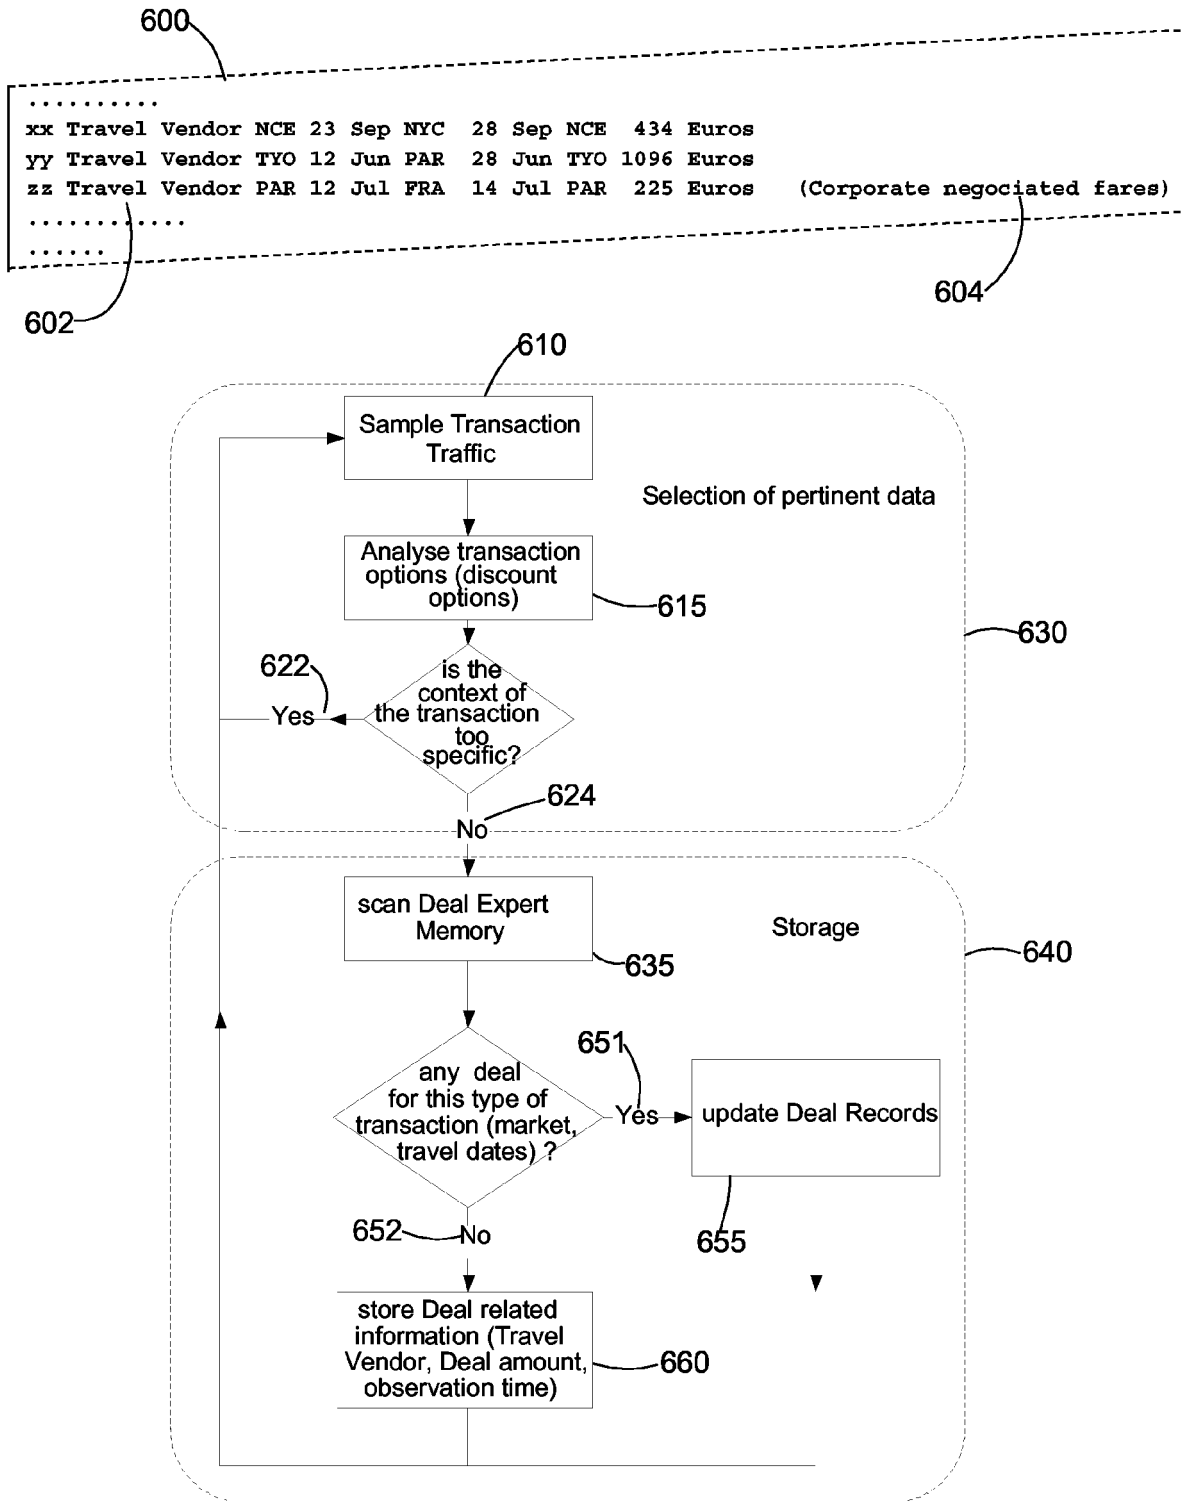 600
..........
xx Travel Vendor NCE 23 Sep NYC 28 Sep NCE 434 Euros
yy Travel Vendor TYO 12 Jun PAR 28 Jun TYO 1096 Euros
zz Travel Vendor PAR 12 Jul FRA 14 Jul PAR 225 Euros (Corporate negociated fares)
............
......
604
602
610
Sample Transaction
Traffic
Selection of pertinent data
Analyse transaction
options (discount
options)
615
630
622
is the
context of
the transaction
too
specific?
Yes
624
No
scan Deal Expert
Memory
Storage
635
640
651
any deal
for this type of
transaction (market,
travel dates) ?
Yes
update Deal Records
652
No
655
store Deal related
information (Travel
Vendor, Deal amount,
observation time)
660